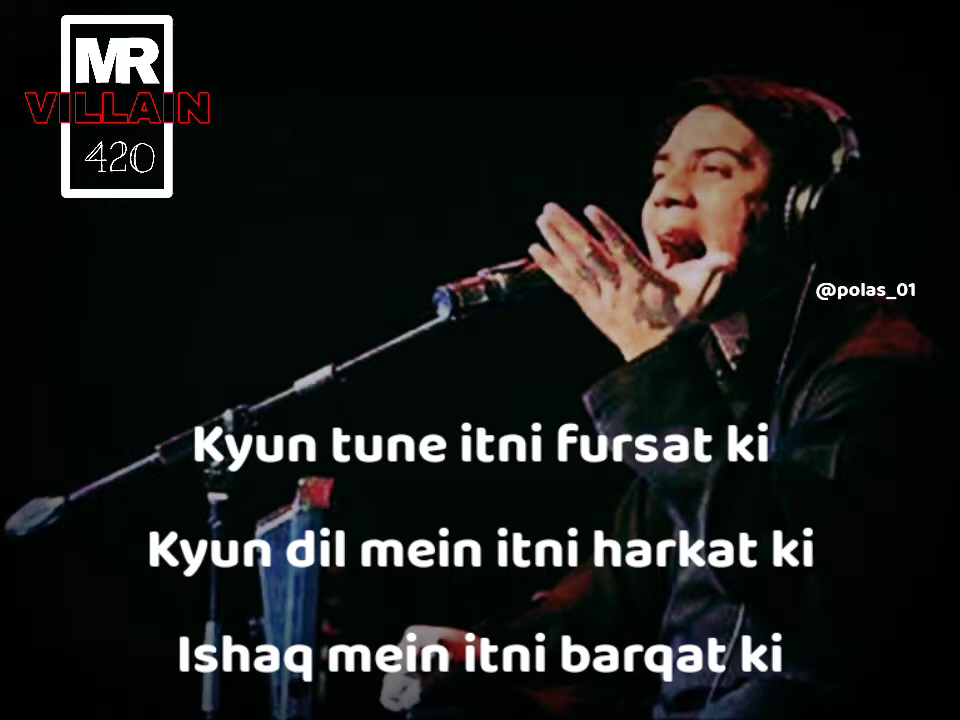 MR
VILLAIN
420
@polas_01
Kyun tune itni fursat ki
Kyun dil mein itni harkat ki
Ishaq mein itni barqat ki